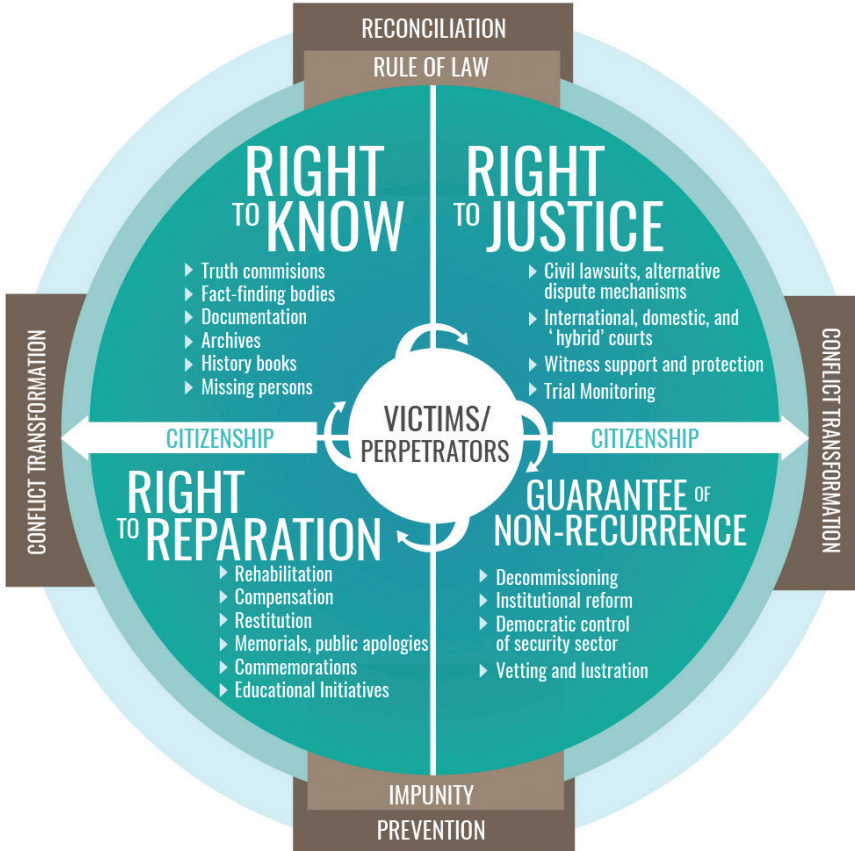 RECONCILIATION
RULE OF LAW
RIGHT
TO KNOW
Truth commisions
Fact-finding bodies
Documentation
Archives
History books
Missing persons
RIGHT
TO JUSTICE
Civil lawsuits, alternative
dispute mechanisms
International, domestic, and
‘hybrid’ courts
Witness support and protection
Trial Monitoring
CONFLICT TRANSFORMATION
CITIZENSHIP
VICTIMS/
PERPETRATORS
CITIZENSHIP
CONFLICT TRANSFORMATION
RIGHT
TO REPARATION
Rehabilitation
Compensation
Restitution
Memorials, public apologies
Commemorations
Educational Initiatives
GUARANTEE OF
NON-RECURRENCE
Decommissioning
Institutional reform
Democratic control
of security sector
Vetting and lustration
IMPUNITY
PREVENTION